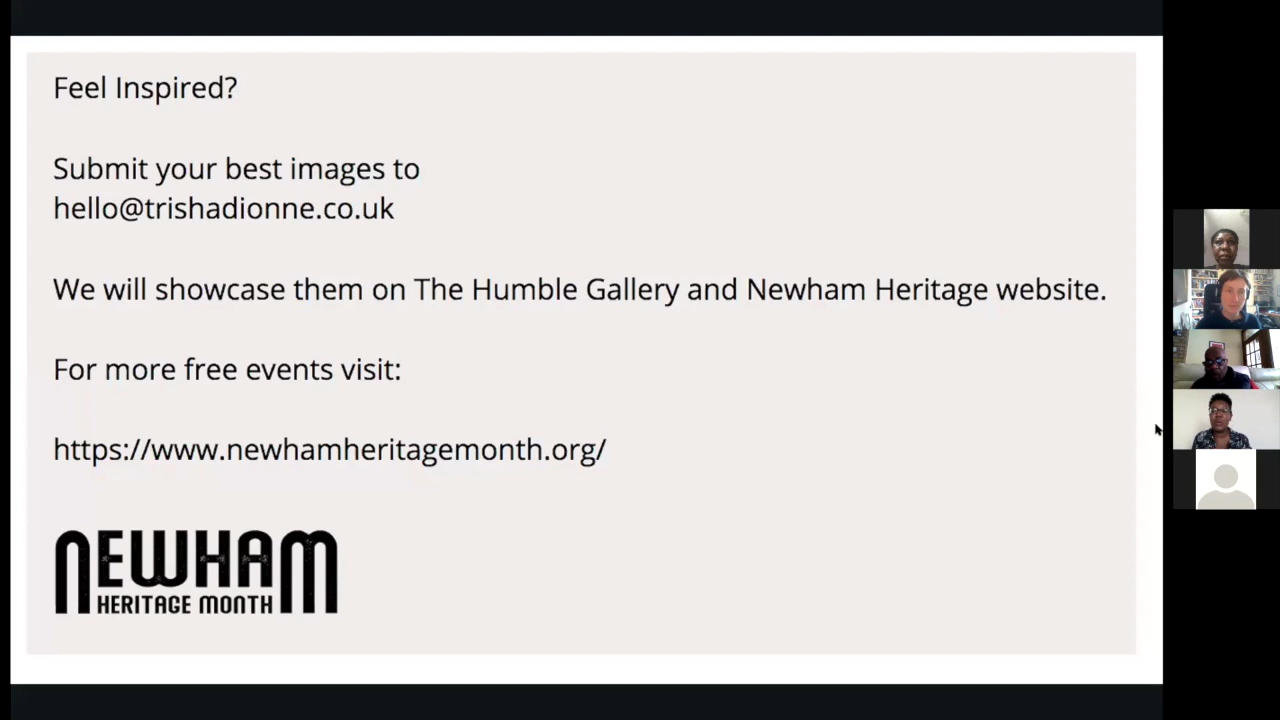 Feel Inspired?
Submit your best images to
hello@trishadionne.co.uk
We will showcase them on The Humble Gallery and Newham Heritage website.
For more free events visit:
https://www.newhamheritagemonth.org/
NEWHAM
HERITAGE MONTH